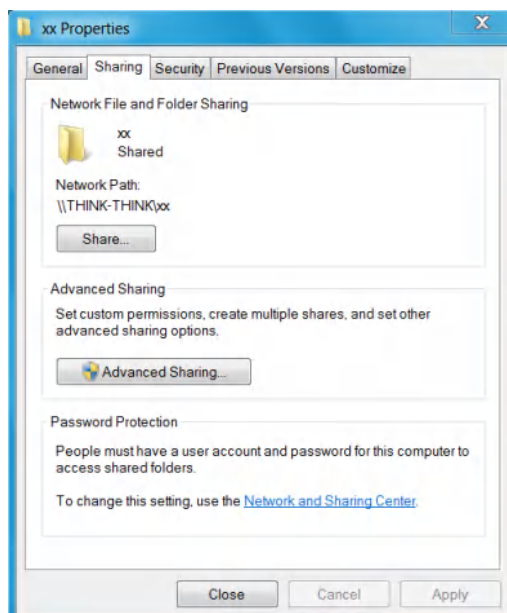 xx Properties
X
General Sharing Security Previous Versions Customize
Network File and Folder Sharing
xx
Shared
Network Path:
\\THINK-THINK\xx
Share...
Advanced Sharing
Set custom permissions, create multiple shares, and set other
advanced sharing options.
Advanced Sharing...
Password Protection
People must have a user account and password for this computer to
access shared folders.
To change this setting, use the Network and Sharing Center.
Close Cancel Apply